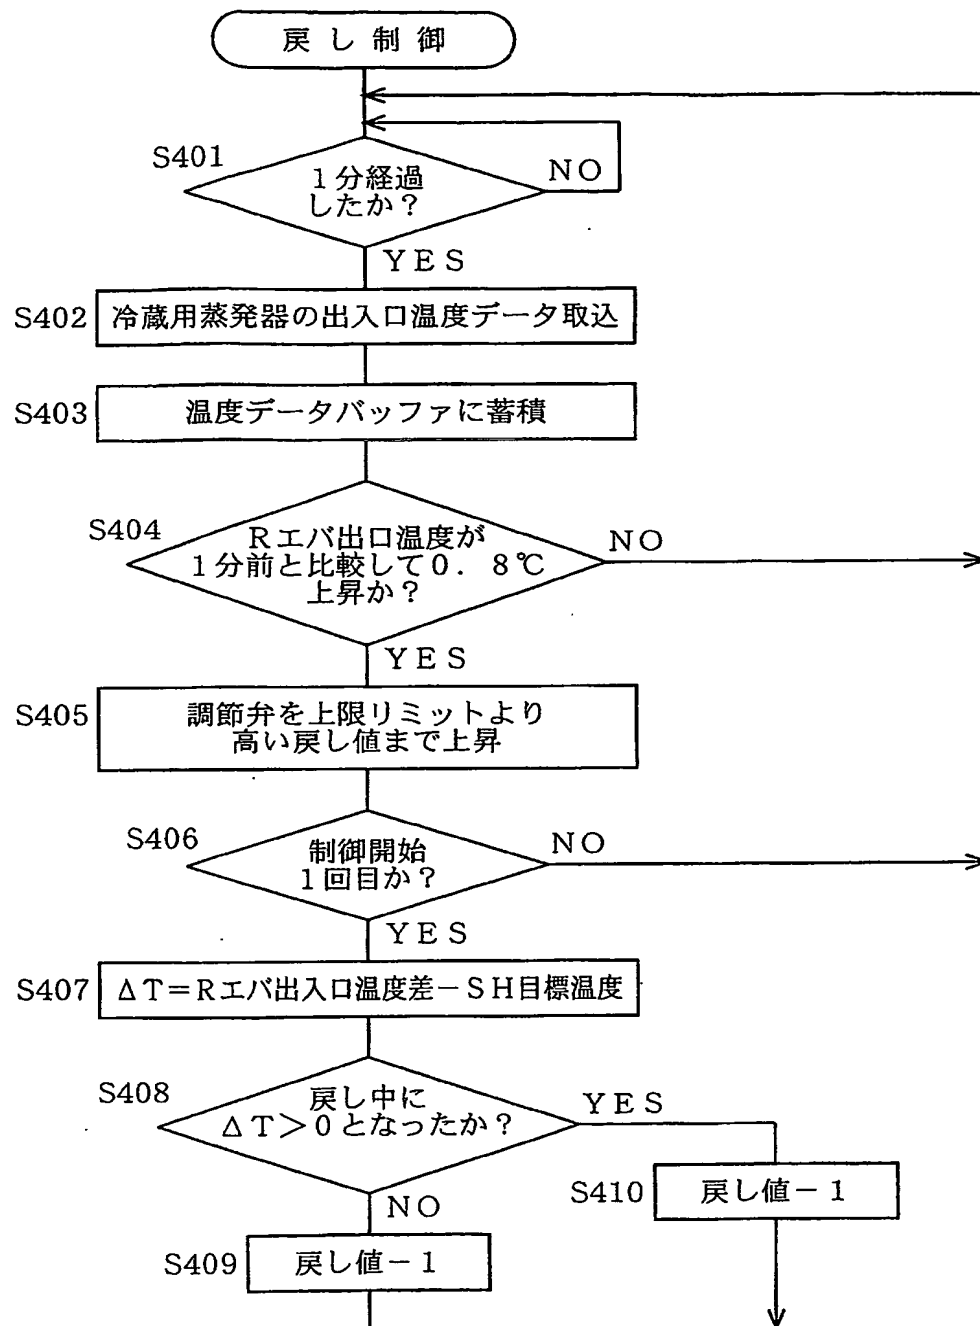 戻し制御
S401
1分経過
したか？
NO
YES
S402
冷蔵用蒸発器の出入口温度データ取込
S403
温度データバッファに蓄積
S404
Rエバ出口温度が
1分前と比較して0．8℃
上昇か？
NO
YES
S405
調節弁を上限リミットより
高い戻し値まで上昇
S406
制御開始
1回目か？
NO
YES
S407
ΔT＝Rエバ出入口温度差－SH目標温度
S408
戻し中に
ΔT＞0となったか？
YES
S410
戻し値－1
NO
S409
戻し値－1